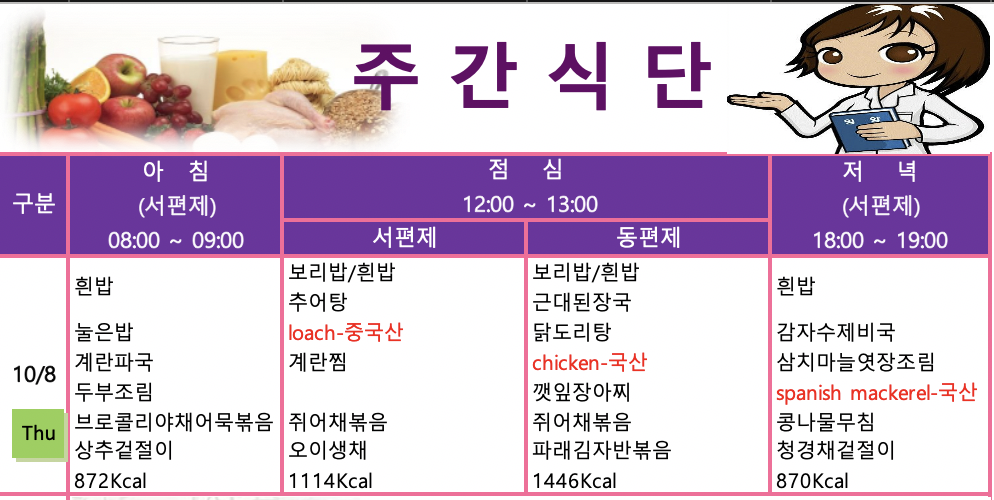 주간식단
구분
아 침
(서편제)
08:00 ~ 09:00
점 심
12:00 ~ 13:00
서편제
동편제
저 녁
(서편제)
18:00 ~ 19:00
10/8
Thu
흰밥
눌은밥
계란파국
두부조림
브로콜리야채어묵볶음
상추겉절이
872Kcal
보리밥/흰밥
추어탕
loach-중국산
계란찜
쥐어채볶음
오이생채
1114Kcal
보리밥/흰밥
근대된장국
닭도리탕
chicken-국산
깻잎장아찌
쥐어채볶음
파래김자반볶음
1446Kcal
흰밥
감자수제비국
삼치마늘엿장조림
spanish mackerel-국산
콩나물무침
청경채겉절이
870Kcal